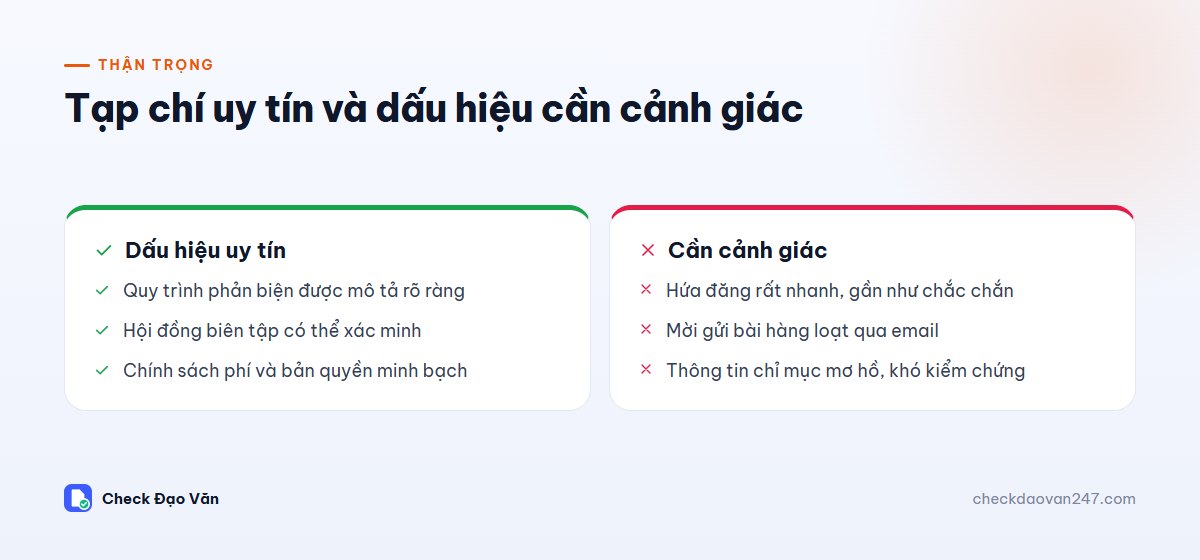 THẬN TRỌNG
Tạp chí uy tín và dấu hiệu cần cảnh giác
Dấu hiệu uy tín
Quy trình phản biện được mô tả rõ ràng
Hội đồng biên tập có thể xác minh
Chính sách phí và bản quyền minh bạch
Cần cảnh giác
Hứa đăng rất nhanh, gần như chắc chắn
Mời gửi bài hàng loạt qua email
Thông tin chỉ mục mơ hồ, khó kiểm chứng
Check Đạo Văn
checkdaovan247.com